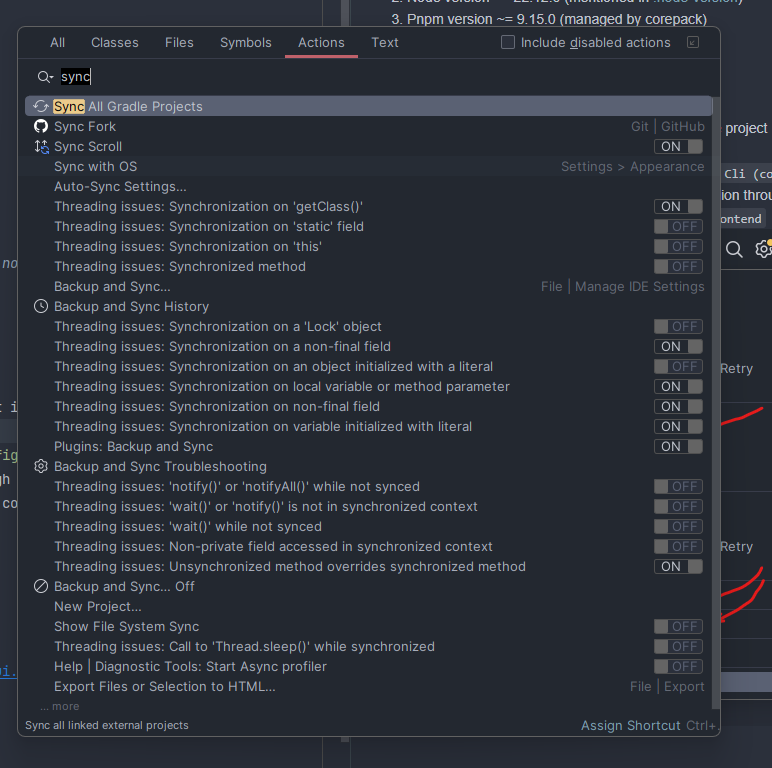 3. Pnpm version ~= 9.15.0 (managed by corepack)
All Classes Files Symbols Actions Text Include disabled actions
sync
Sync All Gradle Projects
Sync Fork Git | GitHub
project
Sync Scroll ON
Sync with OS Settings > Appearance
Cli (co
Auto-Sync Settings...
ion throu
Threading issues: Synchronization on 'getClass()' ON
ontend
Threading issues: Synchronization on 'static' field OFF
Threading issues: Synchronization on 'this' OFF
no
Threading issues: Synchronized method OFF
Backup and Sync... File | Manage IDE Settings
Backup and Sync History
Threading issues: Synchronization on a 'Lock' object OFF
Threading issues: Synchronization on a non-final field ON
Threading issues: Synchronization on an object initialized with a literal OFF
Retry
Threading issues: Synchronization on local variable or method parameter ON
t i
Threading issues: Synchronization on non-final field ON
Threading issues: Synchronization on variable initialized with literal ON
Plugins: Backup and Sync ON
fig
Backup and Sync Troubleshooting
gh
Threading issues: 'notify()' or 'notifyAll()' while not synced OFF
co
Threading issues: 'wait()' or 'notify()' is not in synchronized context OFF
Threading issues: 'wait()' while not synced OFF
Threading issues: Non-private field accessed in synchronized context OFF
Retry
Threading issues: Unsynchronized method overrides synchronized method ON
Backup and Sync... Off
New Project...
Show File System Sync OFF
Threading issues: Call to 'Thread.sleep()' while synchronized OFF
Help | Diagnostic Tools: Start Async profiler OFF
ui.
Export Files or Selection to HTML... File | Export
... more
Sync all linked external projects Assign Shortcut Ctrl+